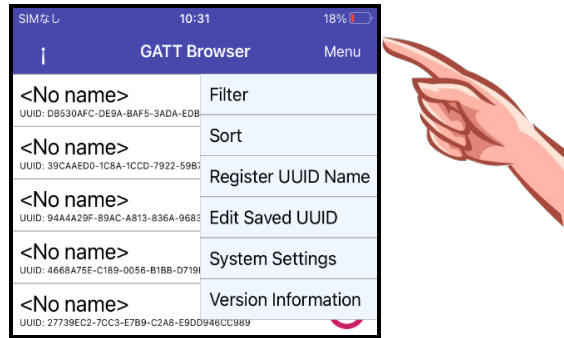 SIMなし 10:31 18%
¡ GATT Browser Menu
<No name>
UUID: DB530AFC-DE9A-BAF5-3ADA-EDB
<No name>
UUID: 39CAAED0-1C8A-1CCD-7922-59B7
<No name>
UUID: 94A4A29F-89AC-A813-836A-9683
<No name>
UUID: 4668A75E-C189-0056-B1BB-D719
<No name>
UUID: 27739EC2-7CC3-E7B9-C2A8-E9DD946CC989
Filter
Sort
Register UUID Name
Edit Saved UUID
System Settings
Version Information